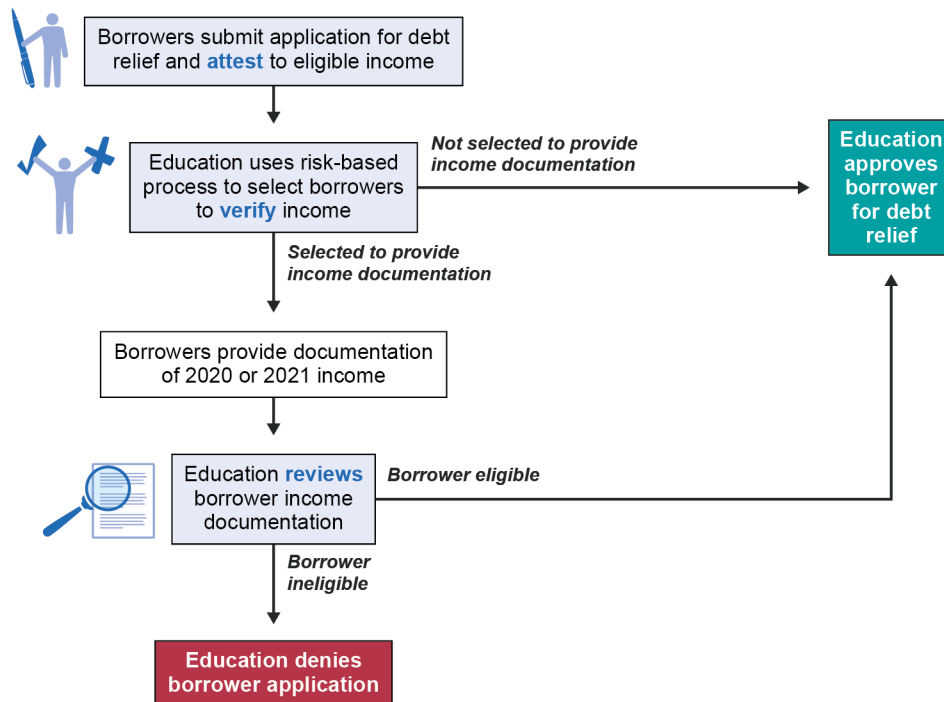 Borrowers submit application for debt
relief and attest to eligible income
Education uses risk-based
process to select borrowers
to verify income
Not selected to provide
income documentation
Education
approves
borrower
for debt
relief
Selected to provide
income documentation
Borrowers provide documentation
of 2020 or 2021 income
Education reviews
borrower income
documentation
Borrower eligible
Borrower
ineligible
Education denies
borrower application